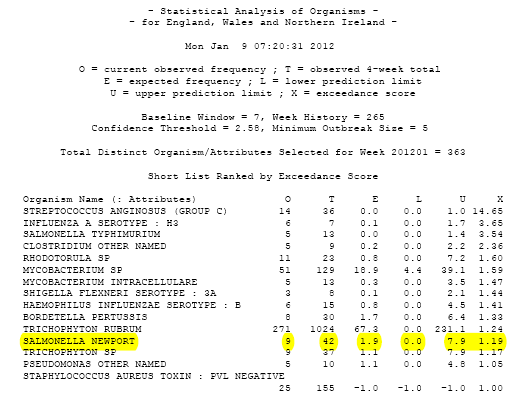 - Statistical Analysis of Organisms -
- for England, Wales and Northern Ireland -
Mon Jan 9 07:20:31 2012
O = current observed frequency ; T = observed 4-week total
E = expected frequency ; L = lower prediction limit
U = upper prediction limit ; X = exceedance score
Baseline Window = 7, Week History = 265
Confidence Threshold = 2.58, Minimum Outbreak Size = 5
Total Distinct Organism/Attributes Selected for Week 201201 = 363
Short List Ranked by Exceedance Score
Organism Name (: Attributes) O T E L U X
STREPTOCOCCUS ANGINOSUS (GROUP C) 14 36 0.0 0.0 1.0 14.65
INFLUENZA A SEROTYPE : H3 6 7 0.1 0.0 1.7 3.65
SALMONELLA TYPHIMURIUM 5 13 0.0 0.0 1.4 3.54
CLOSTRIDIUM OTHER NAMED 5 9 0.2 0.0 2.2 2.36
RHODOTORULA SP 11 23 0.8 0.0 7.2 1.60
MYCOBACTERIUM SP 51 129 18.9 4.4 39.1 1.59
MYCOBACTERIUM INTRACELLULARE 5 13 0.3 0.0 3.5 1.47
SHIGELLA FLEXNERI SEROTYPE : 3A 3 8 0.1 0.0 2.1 1.44
HAEMOPHILUS INFLUENZAE SEROTYPE : B 6 15 0.8 0.0 4.5 1.41
BORDETELLA PERTUSSIS 8 30 1.7 0.0 6.4 1.33
TRICHOPHYTON RUBRUM 271 1024 67.3 0.0 231.1 1.24
SALMONELLA NEWPORT 9 42 1.9 0.0 7.9 1.19
TRICHOPHYTON SP 9 37 1.1 0.0 7.9 1.17
PSEUDOMONAS OTHER NAMED 5 10 1.1 0.0 4.8 1.05
STAPHYLOCOCCUS AUREUS TOXIN : PVL NEGATIVE
25 155 -1.0 -1.0 -1.0 1.00